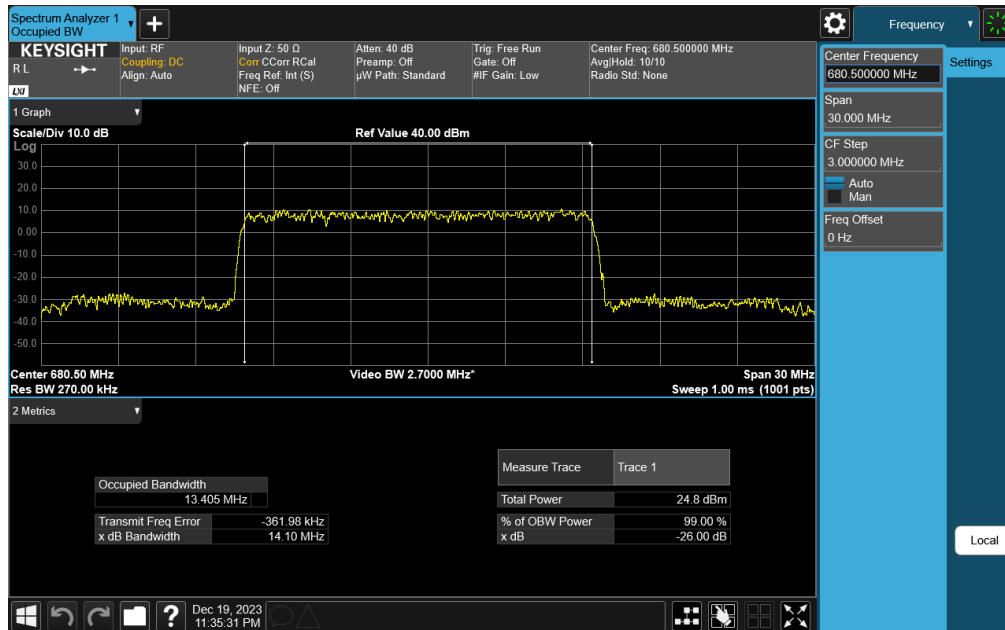 Spectrum Analyzer 1
Occupied BW
Frequency
KEYSIGHT
R L
LXI
Input: RF
Coupling: DC
Align: Auto
Input Z: 50 Ω
Corr CCorr RCal
Freq Ref: Int (S)
NFE: Off
Atten: 40 dB
Preamp: Off
µW Path: Standard
Trig: Free Run
Gate: Off
#IF Gain: Low
Center Freq: 680.500000 MHz
Avg|Hold: 10/10
Radio Std: None
Center Frequency
680.500000 MHz
Settings
Span
30.000 MHz
CF Step
3.000000 MHz
Auto
Man
Freq Offset
0 Hz
1 Graph
Scale/Div 10.0 dB
Ref Value 40.00 dBm
Log
30.0
20.0
10.0
0.00
-10.0
-20.0
-30.0
-40.0
-50.0
Center 680.50 MHz
Video BW 2.7000 MHz*
Span 30 MHz
Res BW 270.00 kHz
Sweep 1.00 ms (1001 pts)
2 Metrics
Occupied Bandwidth
13.405 MHz
Transmit Freq Error -361.98 kHz
x dB Bandwidth 14.10 MHz
Measure Trace Trace 1
Total Power 24.8 dBm
% of OBW Power 99.00 %
x dB -26.00 dB
Local
?
Dec 19, 2023
11:35:31 PM